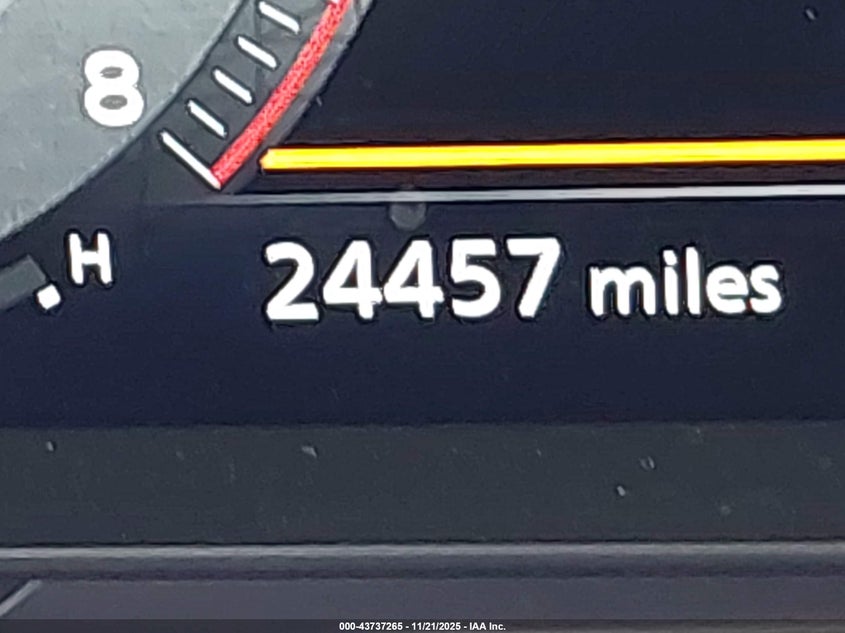 8
H
24457 miles
000-43737265 - 11/21/2025 - IAA Inc.